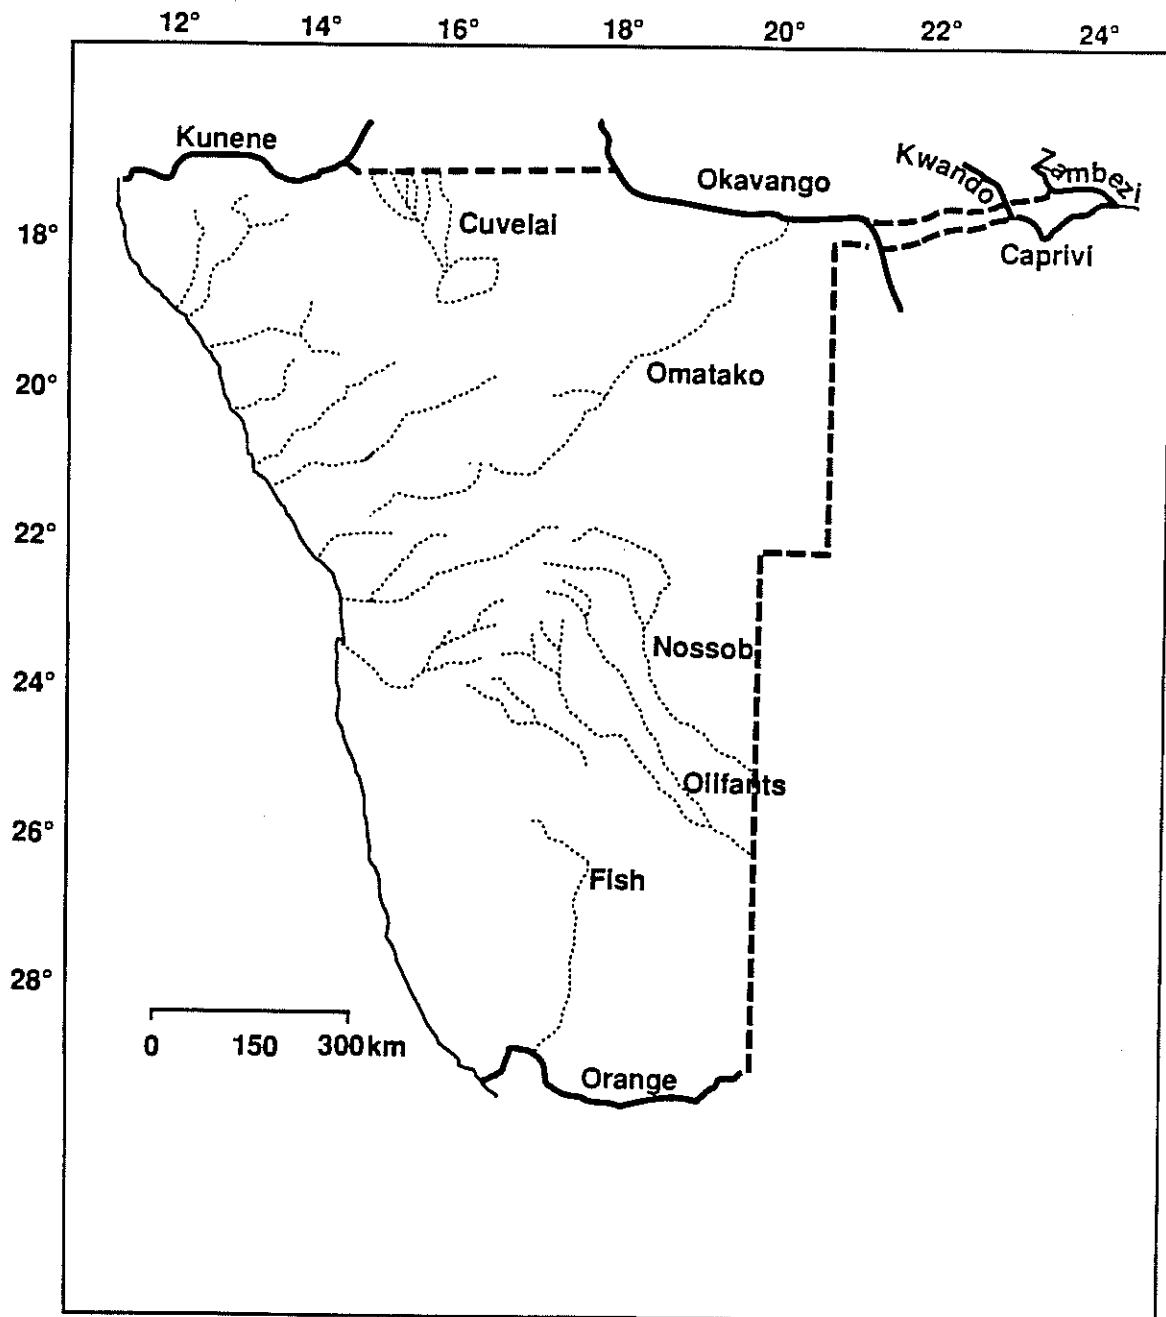 12° 14° 16° 18° 20° 22° 24°
Kunene
Okavango
Kwando
Zambezi
Cuvelai
Caprivi
18°
20°
Omatako
22°
Nossob
24°
Olifants
26°
Fish
28°
0 150 300km
Orange